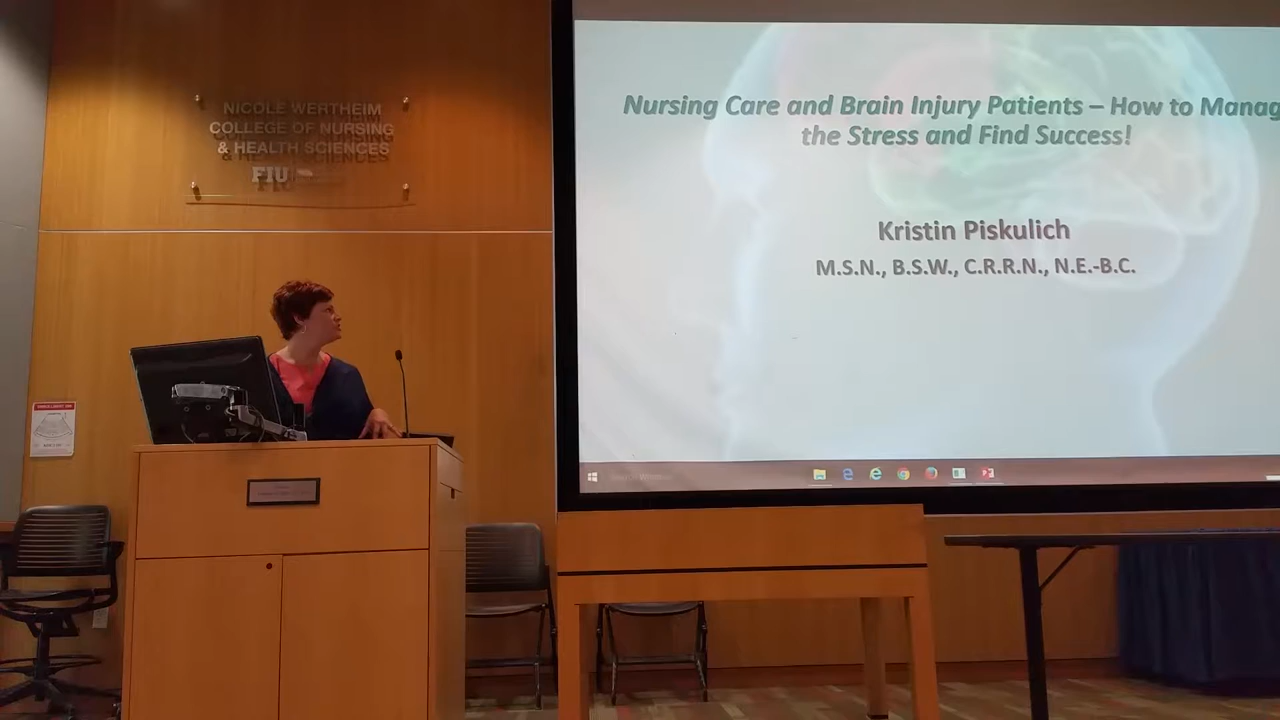 NICOLE WERTHEIM
COLLEGE OF NURSING
& HEALTH SCIENCES
FIU
Nursing Care and Brain Injury Patients – How to Manag
the Stress and Find Success!
Kristin Piskulich
M.S.N., B.S.W., C.R.R.N., N.E.-B.C.